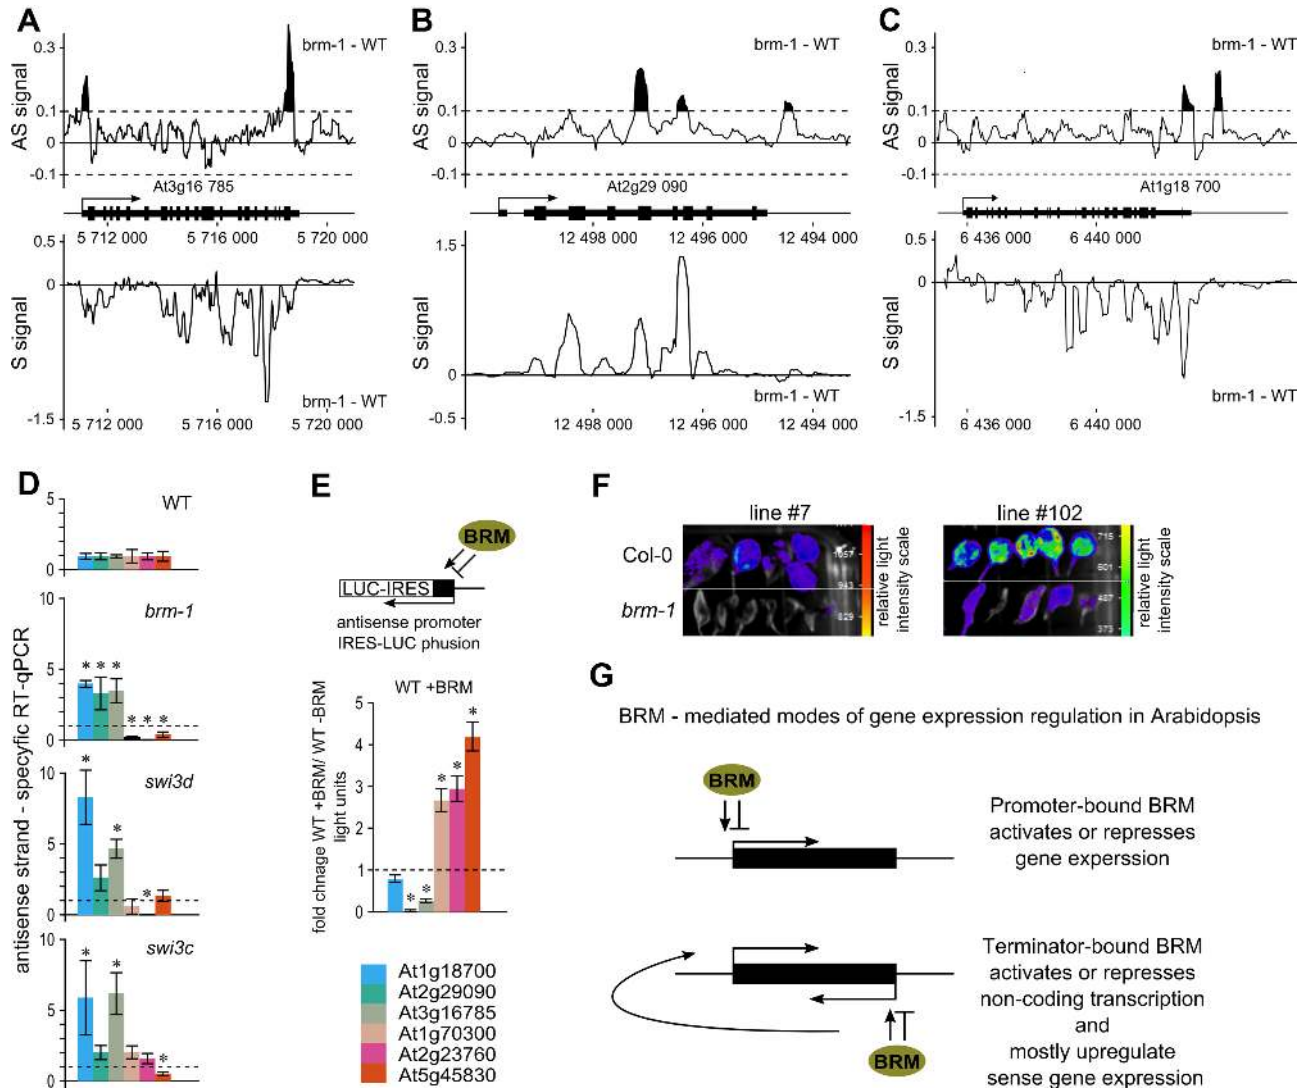 A
AS signal
0.3
0.1
0
-0.1
brm-1 - WT
At3g16 785
5 712 000 5 716 000 5 720 000
S signal
0.5
0
-1.5
brm-1 - WT
5 712 000 5 716 000 5 720 000
B
AS signal
0.3
0.1
0
-0.1
brm-1 - WT
At2g29 090
12 498 000 12 496 000 12 494 000
S signal
1.5
0
-0.5
brm-1 - WT
12 498 000 12 496 000 12 494 000
C
AS signal
0.3
0.1
0
-0.1
brm-1 - WT
At1g18 700
6 436 000 6 440 000
S signal
0.5
0
-1.5
brm-1 - WT
6 436 000 6 440 000
D
antisense strand - specyfic RT-qPCR
WT
5
0
brm-1
10
5
0
* * *
* * *
swi3d
10
5
0
*
*
*
swi3c
10
5
0
*
*
*
E
BRM
LUC-IRES
antisense promoter
IRES-LUC phusion
WT +BRM
fold chnage WT +BRM/ WT -BRM
light units
5
4
3
2
1
0
* * * * *
At1g18700
At2g29090
At3g16785
At1g70300
At2g23760
At5g45830
F
line #7
line #102
Col-0
brm-1
1057
943
829
relative light
intensity scale
715
601
487
373
relative light
intensity scale
G
BRM - mediated modes of gene expression regulation in Arabidopsis
BRM
Promoter-bound BRM
activates or represses
gene experssion
BRM
Terminator-bound BRM
activates or represses
non-coding transcription
and
mostly upregulate
sense gene expression